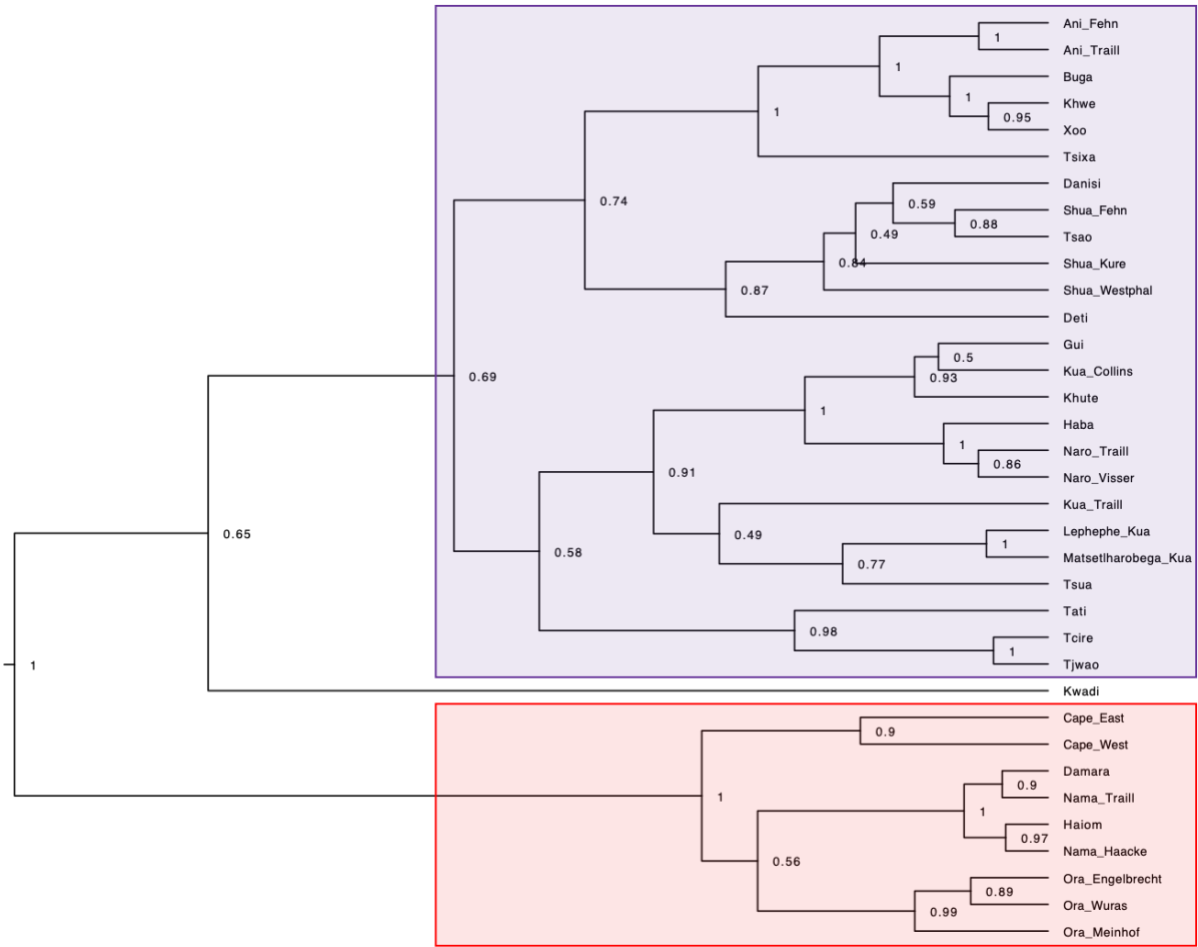 Ani_Fehn
1
Ani_Traill
1
Buga
1
Khwe
0.95
Xoo
1
Tsixa
0.74
Danisi
0.59
Shua_Fehn
0.88
Tsao
0.49
Shua_Kure
0.84
Shua_Westphal
0.87
Deti
0.69
Gui
0.5
Kua_Collins
0.93
Khute
1
Haba
1
Naro_Traill
0.86
Naro_Visser
0.91
Kua_Traill
0.49
Lephephe_Kua
1
Matsetlharobega_Kua
0.77
Tsua
0.58
Tati
0.98
Tcire
1
Tjwao
0.65
1
Kwadi
Cape_East
0.9
Cape_West
1
Damara
0.9
Nama_Traill
1
Haiom
0.97
Nama_Haacke
0.56
Ora_Engelbrecht
0.89
Ora_Wuras
0.99
Ora_Meinhof